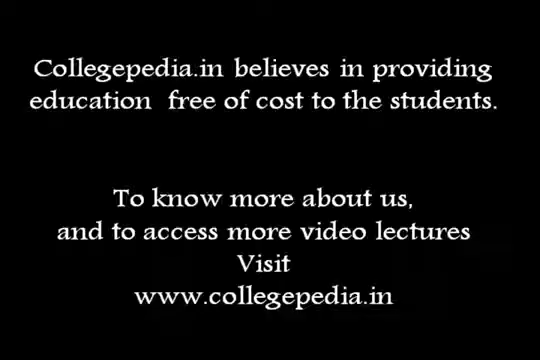 Collegepedia.in believes in providing
education  free of cost to the students.
To know more about us,
and to access more video lectures
Visit
www.collegepedia.in